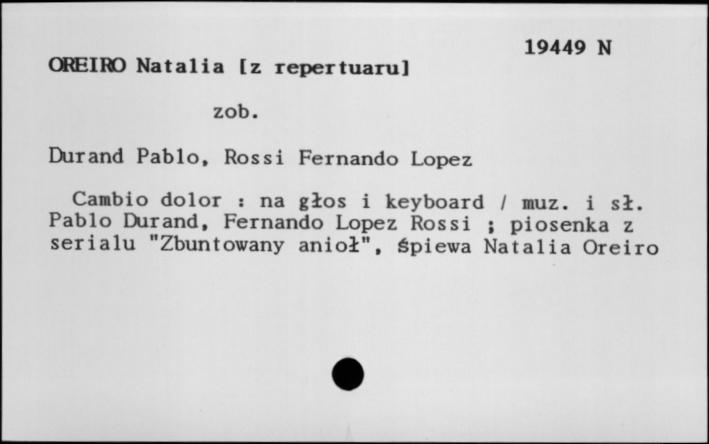 19449 N
OREIRO Natalia [z repertuaru]
zob.
Durand Pablo, Rossi Fernando Lopez
Cambio dolor : na głos i keyboard / muz. i sł.
Pablo Durand, Fernando Lopez Rossi ; piosenka z
serialu "Zbuntowany anioł", śpiewa Natalia Oreiro